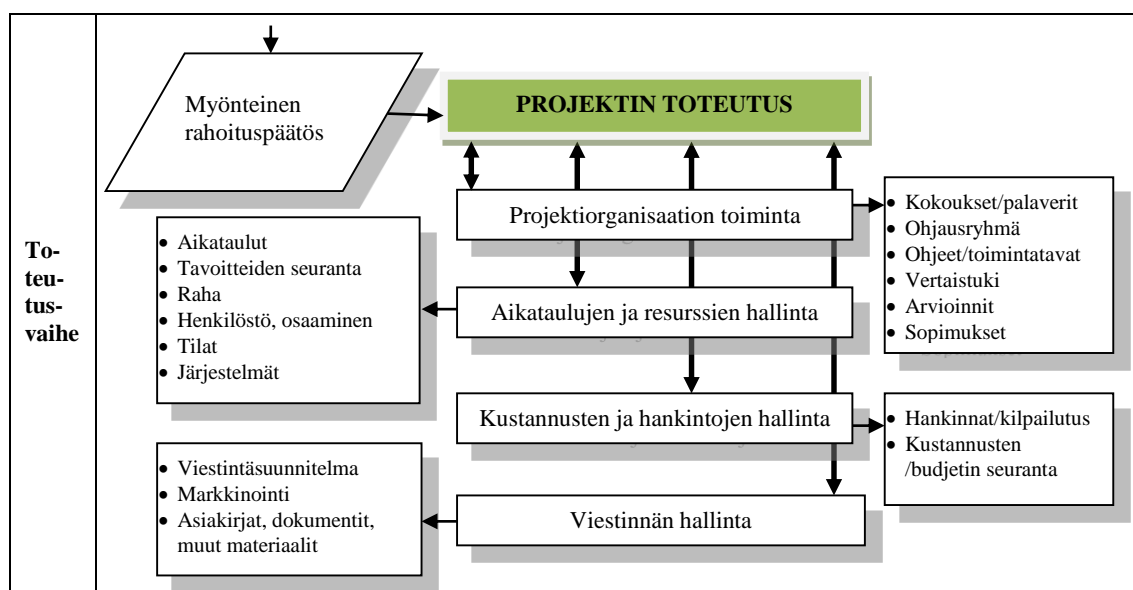 To-
teu-
tus-
vaihe
Myönteinen
rahoituspäätös
PROJEKTIN TOTEUTUS
Projektiorganisaation toiminta
• Kokoukset/palaverit
• Ohjausryhmä
• Ohjeet/toimintatavat
• Vertaistuki
• Arvioinnit
• Sopimukset
• Aikataulut
• Tavoitteiden seuranta
• Raha
• Henkilöstö, osaaminen
• Tilat
• Järjestelmät
Aikataulujen ja resurssien hallinta
Kustannusten ja hankintojen hallinta
• Hankinnat/kilpailutus
• Kustannusten
/budjetin seuranta
• Viestintäsuunnitelma
• Markkinointi
• Asiakirjat, dokumentit,
muut materiaalit
Viestinnän hallinta